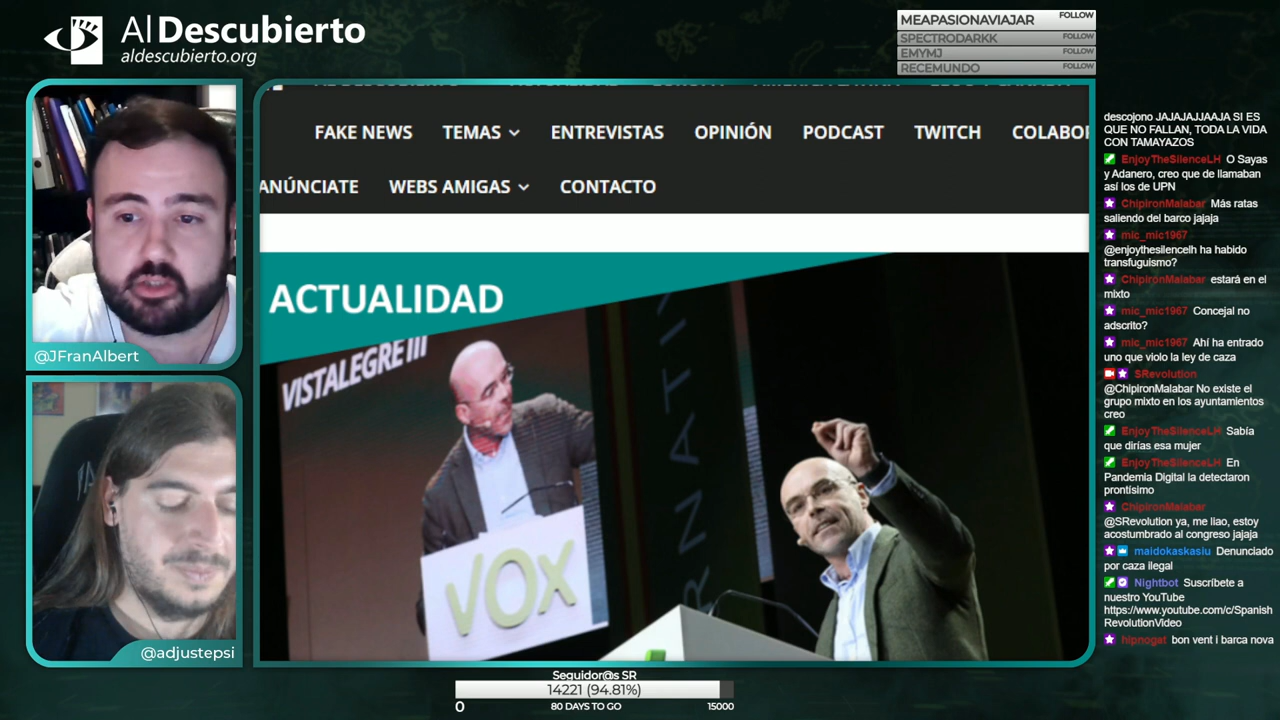 Al Descubierto
aldescubierto.org
MEAPASIONAVIAJAR FOLLOW
SPECTRODARKK FOLLOW
EMYMJ FOLLOW
RECEMUNDO FOLLOW
FAKE NEWS TEMAS ENTREVISTAS OPINIÓN PODCAST TWITCH COLABOR
ANÚNCIATE WEBS AMIGAS CONTACTO
ACTUALIDAD
VISTALEGRE III
VOX
@JFranAlbert
@adjustepsi
descojono JAJAJAJJAAJA SI ES
QUE NO FALLAN, TODA LA VIDA
CON TAMAYAZOS
EnjoyTheSilenceLH O Sayas
y Adanero, creo que de llamaban
así los de UPN
ChipironMalabar Más ratas
saliendo del barco jajaja
mic_mic1967
@enjoythesilencelh ha habido
transfuguismo?
ChipironMalabar estará en el
mixto
mic_mic1967 Concejal no
adscrito?
mic_mic1967 Ahí ha entrado
uno que violo la ley de caza
SRevolution
@ChipironMalabar No existe el
grupo mixto en los ayuntamientos
creo
EnjoyTheSilenceLH Sabía
que dirías esa mujer
EnjoyTheSilenceLH En
Pandemia Digital la detectaron
prontísimo
ChipironMalabar
@SRevolution ya, me liao, estoy
acostumbrado al congreso jajaja
maidokaskasiu Denunciado
por caza ilegal
Nightbot Suscríbete a
nuestro YouTube
https://www.youtube.com/c/Spanish
RevolutionVideo
hipnogat bon vent i barca nova
Seguidor@s SR
14221 (94.81%)
0 80 DAYS TO GO 15000